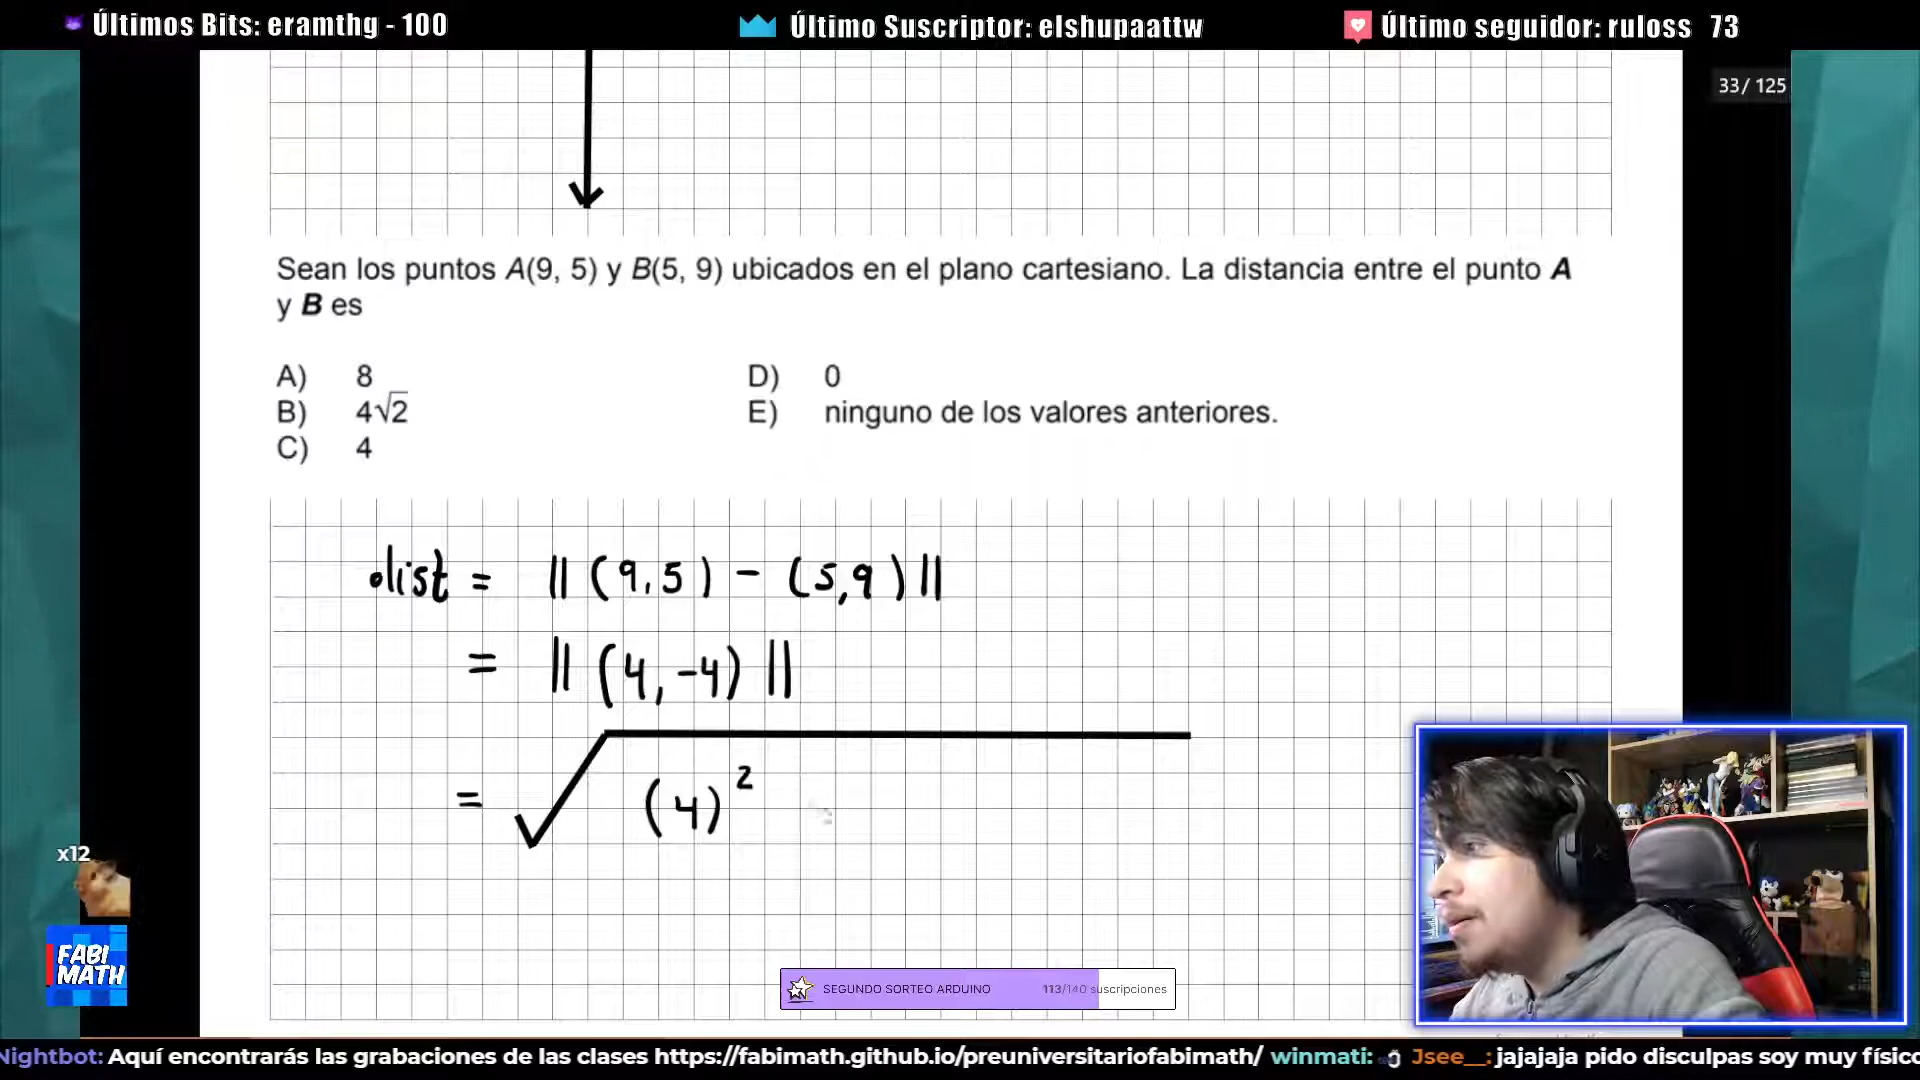 Últimos Bits: eramthg - 100
Último Suscriptor: elshupaattw
Último seguidor: ruloss 73
33/ 125
Sean los puntos A(9, 5) y B(5, 9) ubicados en el plano cartesiano. La distancia entre el punto A
y B es
A) 8
B) 4√2
C) 4
D) 0
E) ninguno de los valores anteriores.
dist = || (9,5) - (5,9) ||
= || (4,-4) ||
= √ (4)²
x12
FABI
MATH
SEGUNDO SORTEO ARDUINO 113/140 suscripciones
Nightbot: Aquí encontrarás las grabaciones de las clases https://fabimath.github.io/preuniversitariofabimath/ winmati: Jsee__: jajajaja pido disculpas soy muy físico